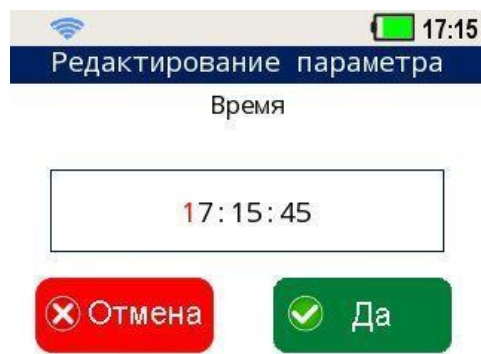 17:15
Редактирование параметра
Время
17:15:45
Отмена
Да